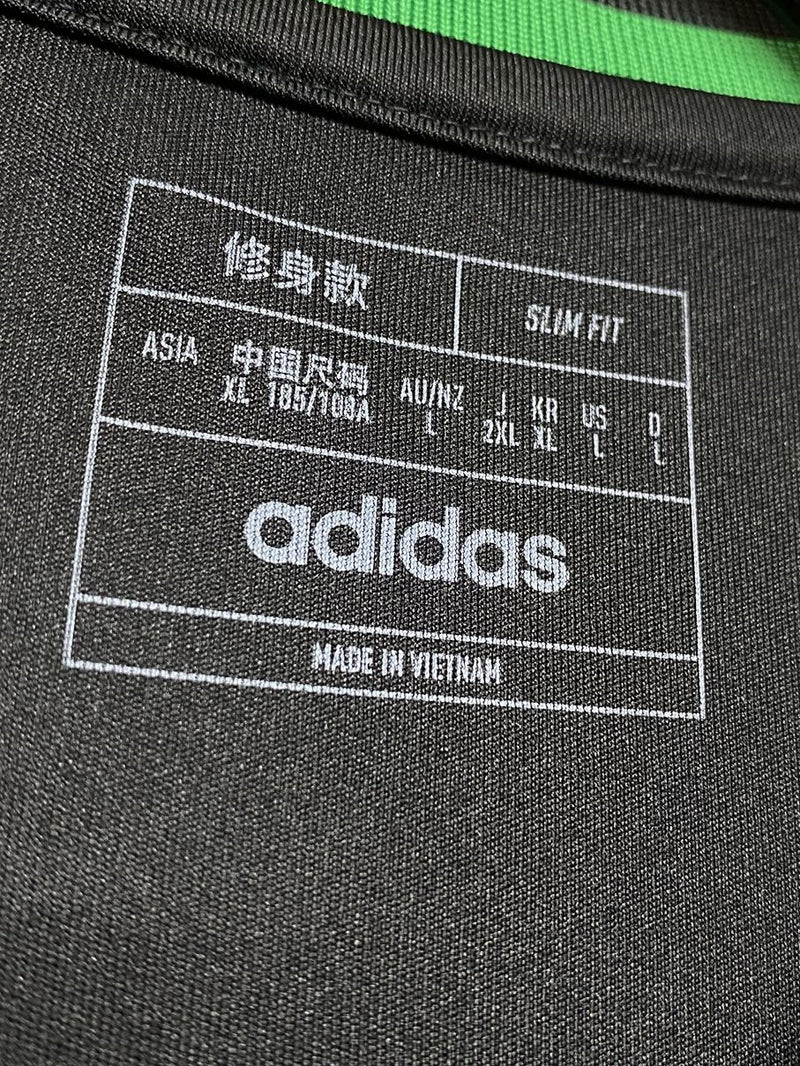 修身款 SLIM FIT
ASIA 中国尺码 AU/NZ J KR US D
XL 185/108A L 2XL XL L L
adidas
MADE IN VIETNAM